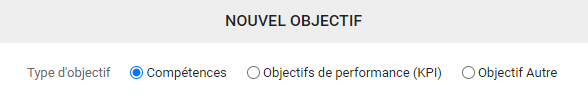 NOUVEL OBJECTIF
Type d'objectif Compétences Objectifs de performance (KPI) Objectif Autre